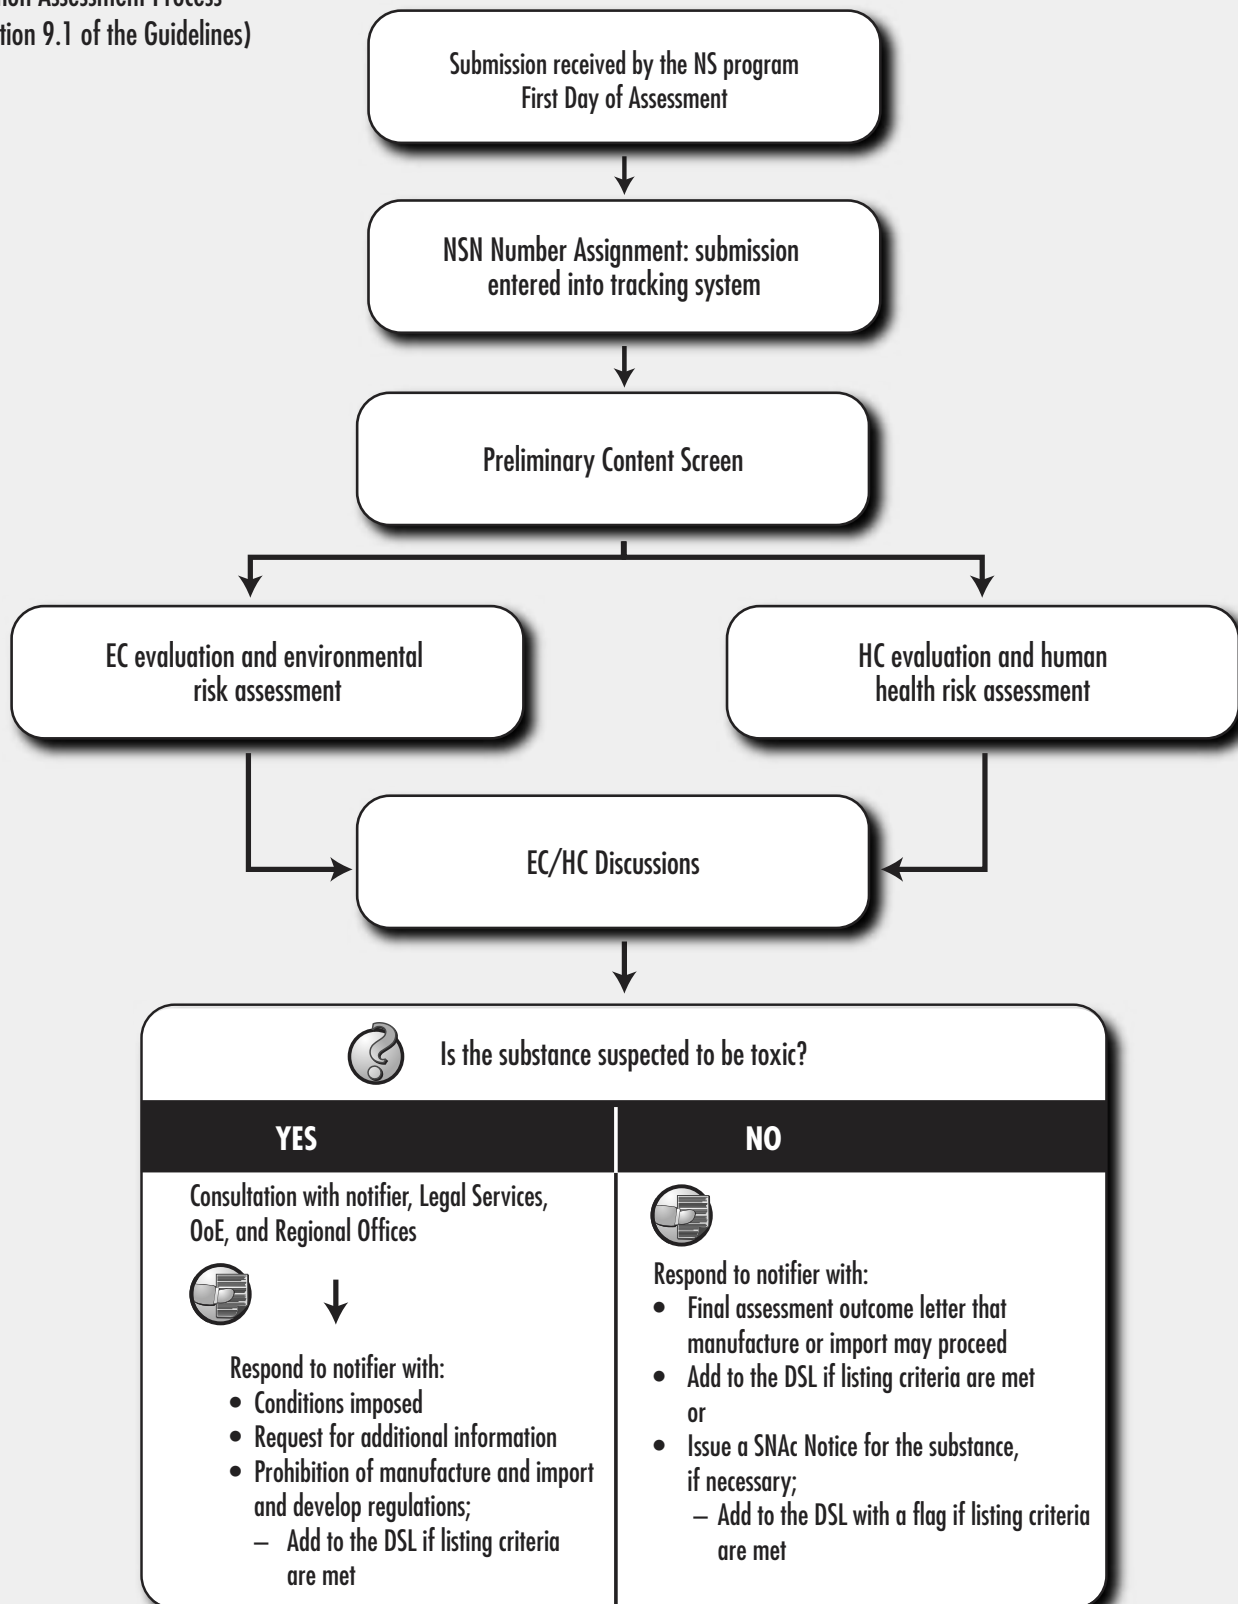 Assessment Process
tion 9.1 of the Guidelines)
Submission received by the NS program
First Day of Assessment
NSN Number Assignment: submission
entered into tracking system
Preliminary Content Screen
EC evaluation and environmental
risk assessment
HC evaluation and human
health risk assessment
EC/HC Discussions
Is the substance suspected to be toxic?
YES
NO
Consultation with notifier, Legal Services,
OoE, and Regional Offices
Respond to notifier with:
• Conditions imposed
• Request for additional information
• Prohibition of manufacture and import
and develop regulations;
– Add to the DSL if listing criteria
are met
Respond to notifier with:
• Final assessment outcome letter that
manufacture or import may proceed
• Add to the DSL if listing criteria are met
or
• Issue a SNAc Notice for the substance,
if necessary;
– Add to the DSL with a flag if listing criteria
are met